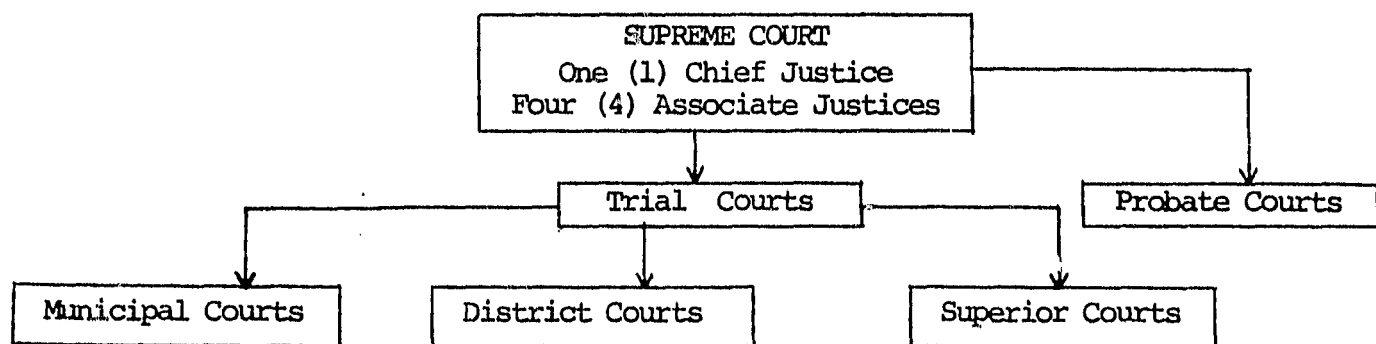 SUPREME COURT
One (1) Chief Justice
Four (4) Associate Justices
Trial Courts
Probate Courts
Municipal Courts
District Courts
Superior Courts